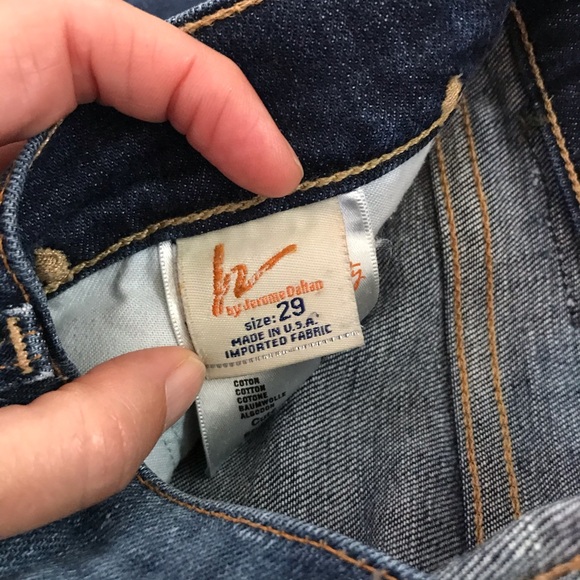 by Jerome Dahan
size: 29
MADE IN U.S.A.
IMPORTED FABRIC
COTON
COTTON
COTONE
BAUMWOLLE
ALGODON